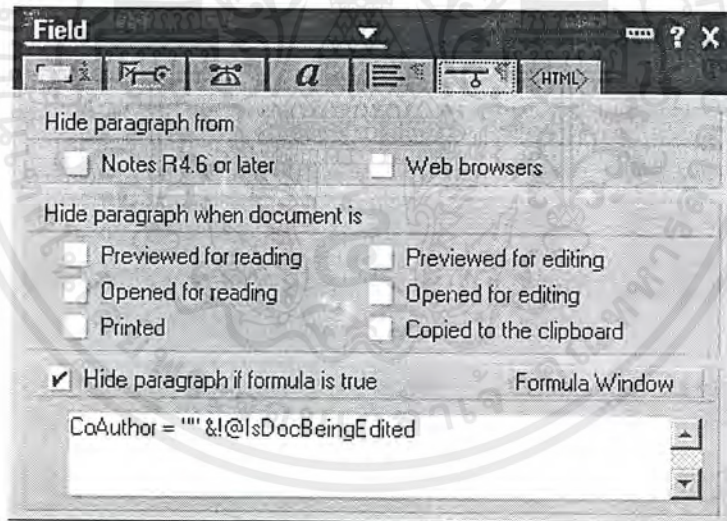 Field ? X
a <HTML>
Hide paragraph from
Notes R4.6 or later Web browsers
Hide paragraph when document is
Previewed for reading Previewed for editing
Opened for reading Opened for editing
Printed Copied to the clipboard
Hide paragraph if formula is true Formula Window
CoAuthor = "" &!@IsDocBeingEdited